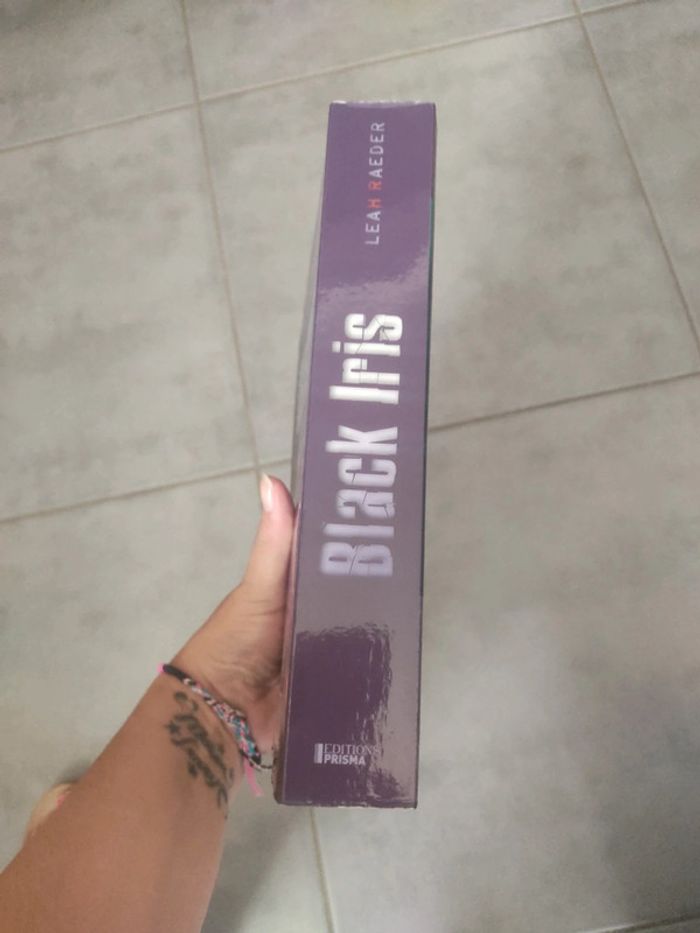 LEAH RAEDER
Black Iris
EDITIONS
PRISMA